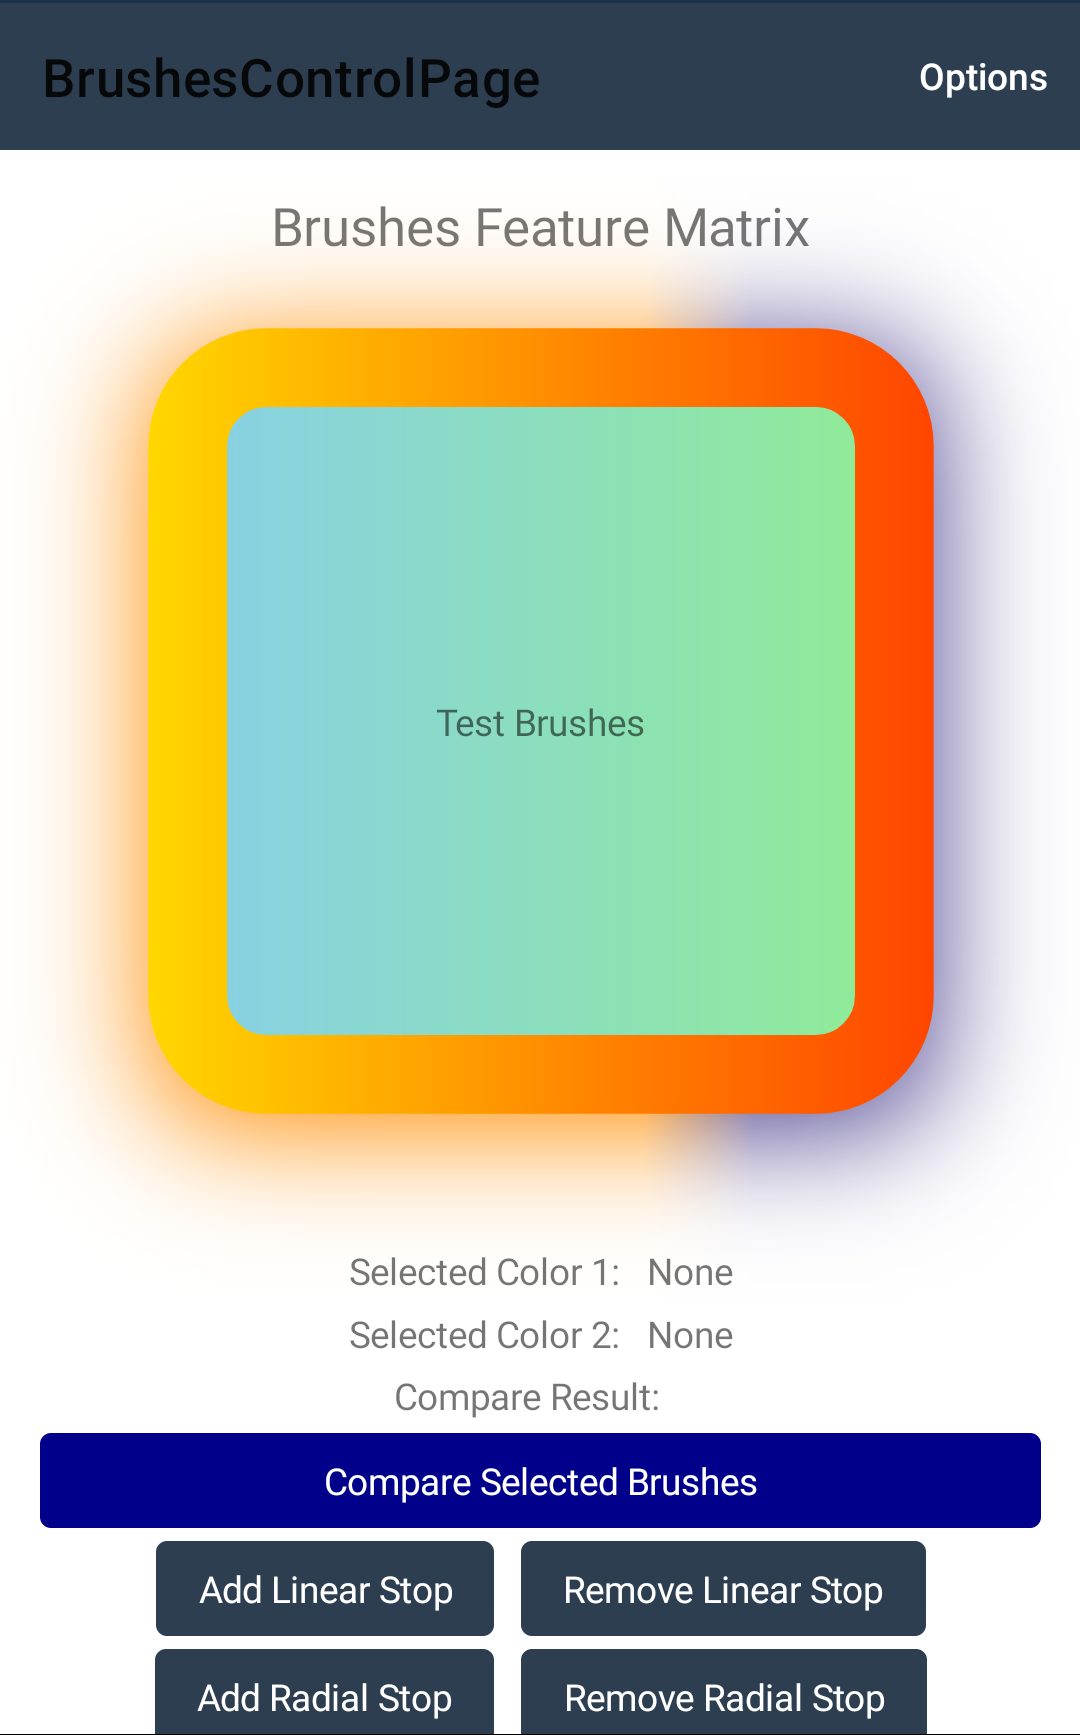 BrushesControlPage
Options
Brushes Feature Matrix
Test Brushes
Selected Color 1: None
Selected Color 2: None
Compare Result:
Compare Selected Brushes
Add Linear Stop
Remove Linear Stop
Add Radial Stop
Remove Radial Stop